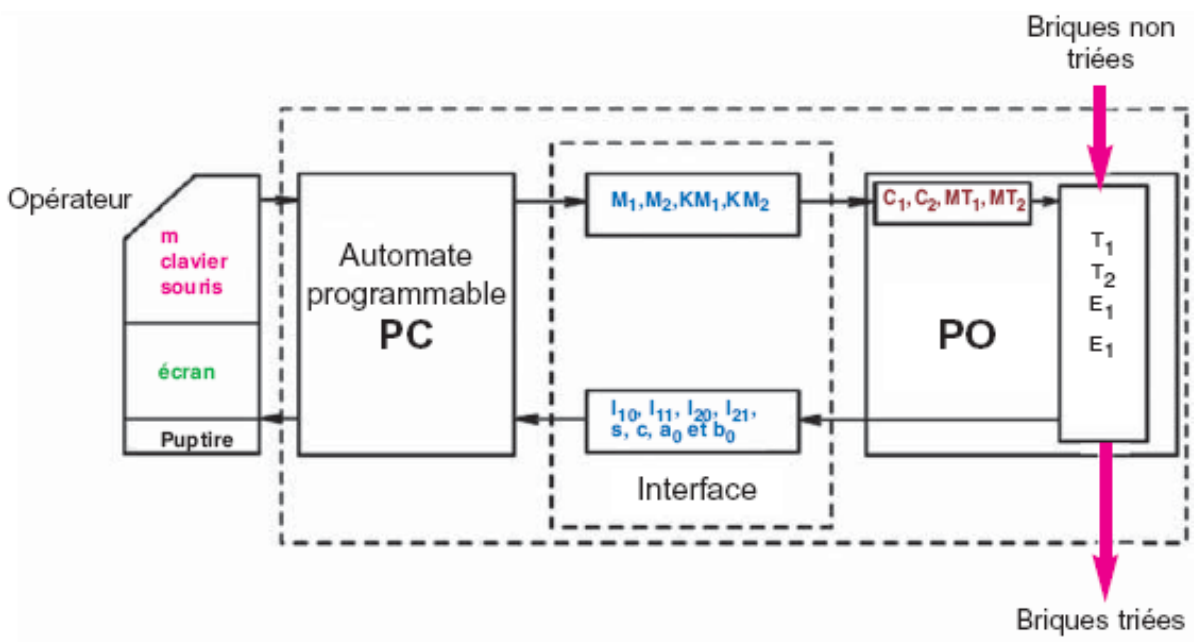 Briques non
triées
Opérateur
m
clavier
souris
écran
Puptire
Automate
programmable
PC
M₁,M₂,KM₁,KM₂
I₁₀, I₁₁, I₂₀, I₂₁,
s, c, a₀ et b₀
Interface
C₁, C₂, MT₁, MT₂
PO
T₁
T₂
E₁
E₁
Briques triées